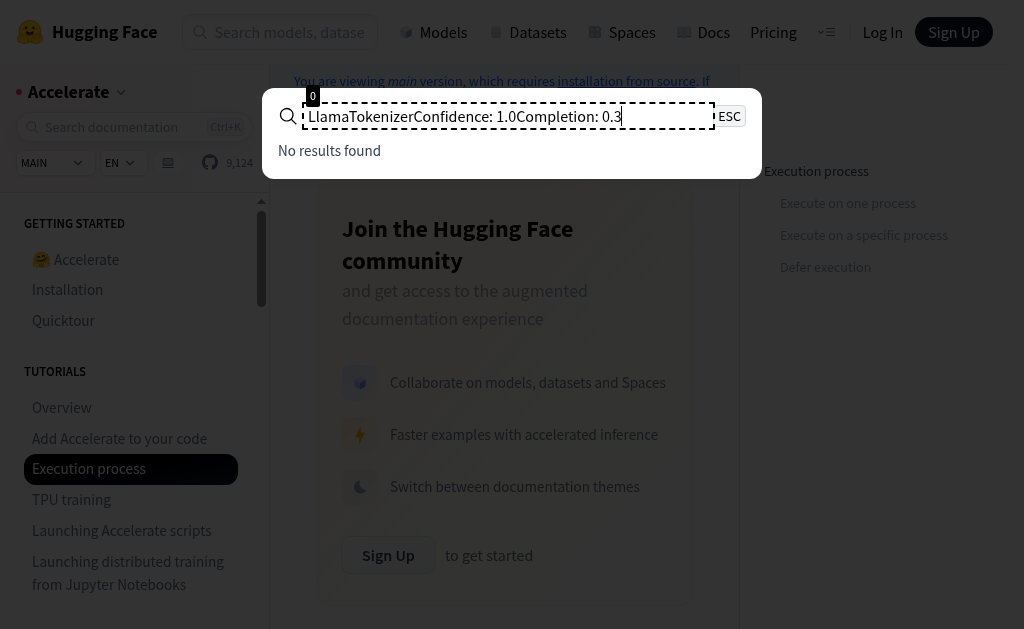 Hugging Face
Search models, datase
Models
Datasets
Spaces
Docs
Pricing
Log In
Sign Up
You are viewing main version, which requires installation from source. If
Accelerate
Search documentation
Ctrl+K
MAIN
EN
9,124
0
LlamaTokenizerConfidence: 1.0Completion: 0.3
ESC
No results found
GETTING STARTED
🤗 Accelerate
Installation
Quicktour
TUTORIALS
Overview
Add Accelerate to your code
Execution process
TPU training
Launching Accelerate scripts
Launching distributed training
from Jupyter Notebooks
Join the Hugging Face
community
and get access to the augmented
documentation experience
Collaborate on models, datasets and Spaces
Faster examples with accelerated inference
Switch between documentation themes
Sign Up
to get started
Execution process
Execute on one process
Execute on a specific process
Defer execution